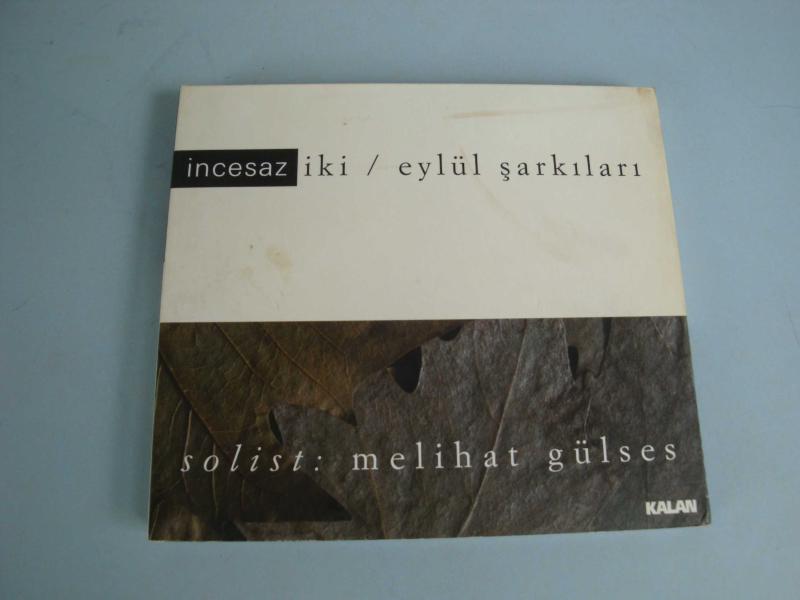 incesaz iki / eylül şarkıları
solist: melihat gülses
KALAN